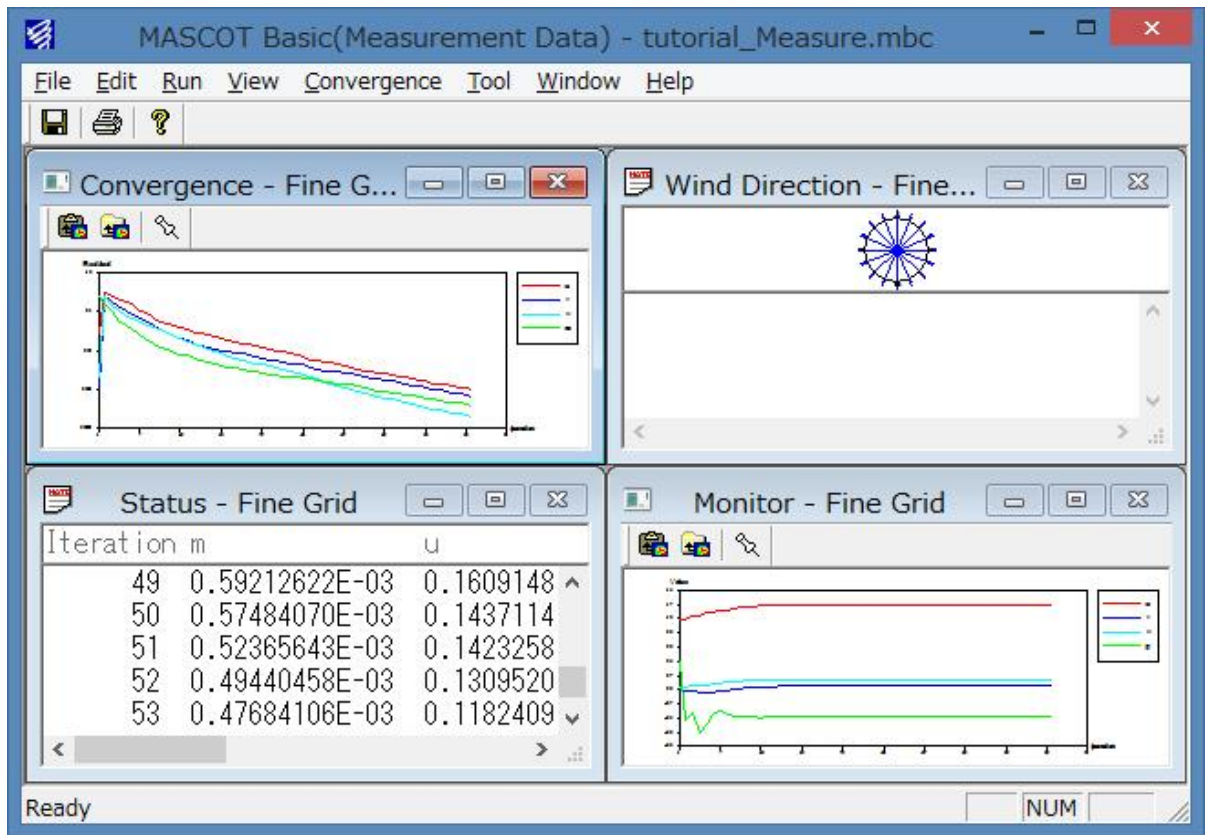 MASCOT Basic(Measurement Data) - tutorial_Measure.mbc
File Edit Run View Convergence Tool Window Help
Convergence - Fine G...
Wind Direction - Fine...
Status - Fine Grid
Iteration m u
49 0.59212622E-03 0.1609148
50 0.57484070E-03 0.1437114
51 0.52365643E-03 0.1423258
52 0.49440458E-03 0.1309520
53 0.47684106E-03 0.1182409
Monitor - Fine Grid
Ready
NUM